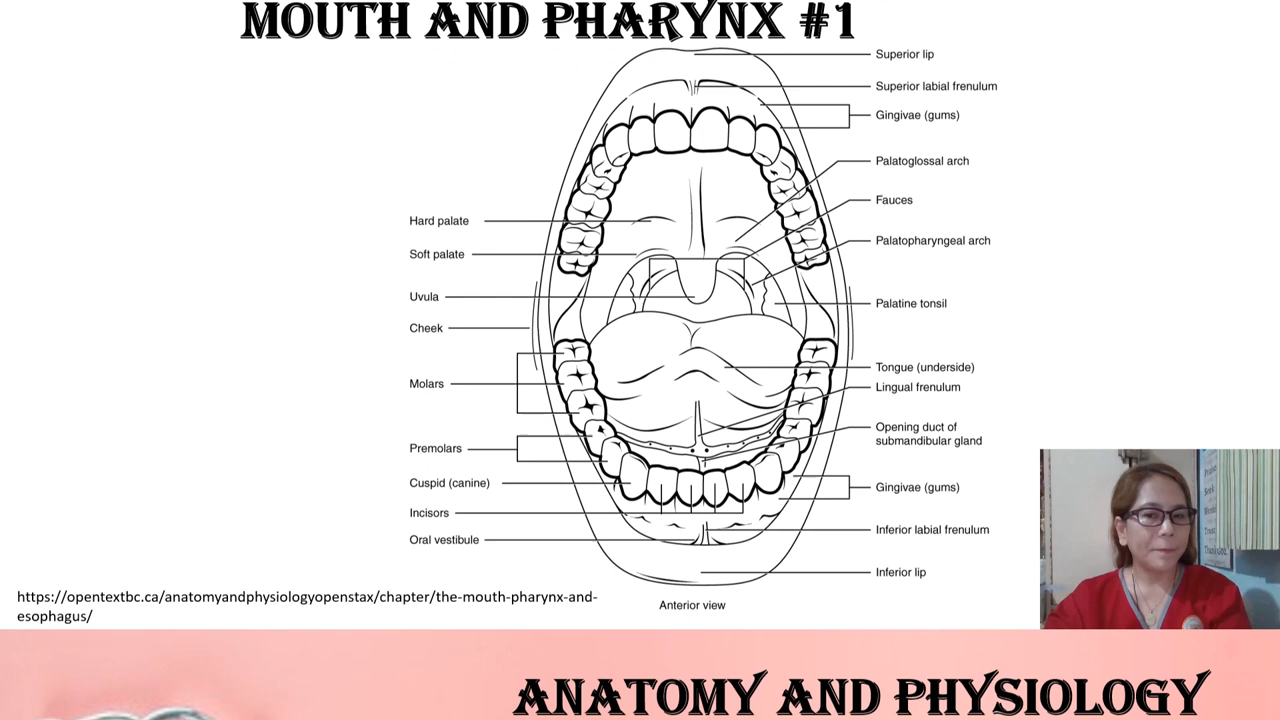 MOUTH AND PHARYNX #1
Superior lip
Superior labial frenulum
Gingivae (gums)
Palatoglossal arch
Fauces
Palatopharyngeal arch
Palatine tonsil
Tongue (underside)
Lingual frenulum
Opening duct of
submandibular gland
Gingivae (gums)
Inferior labial frenulum
Inferior lip
Hard palate
Soft palate
Uvula
Cheek
Molars
Premolars
Cuspid (canine)
Incisors
Oral vestibule
Anterior view
https://opentextbc.ca/anatomyandphysiologyopenstax/chapter/the-mouth-pharynx-and-
esophagus/
ANATOMY AND PHYSIOLOGY